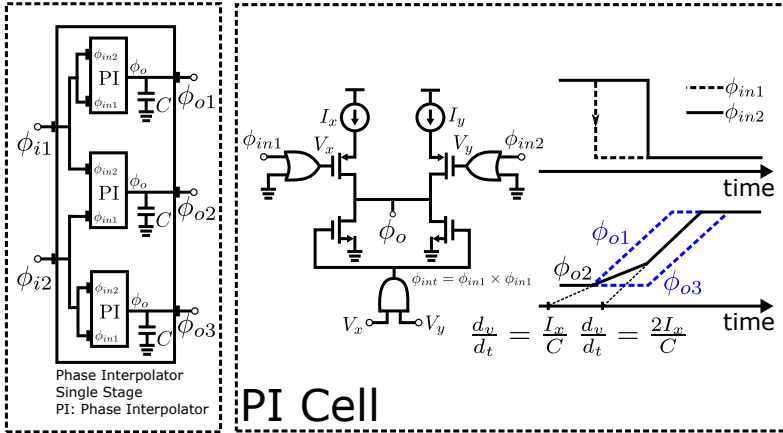 ϕin2
ϕo
PI
ϕin1
C
ϕo1
ϕi1
ϕin2
ϕo
PI
ϕin1
C
ϕo2
ϕi2
ϕin2
ϕo
PI
ϕin1
C
ϕo3
Phase Interpolator
Single Stage
PI: Phase Interpolator
Ix
Iy
ϕin1
Vx
Vy
ϕin2
ϕo
ϕint = ϕin1 × ϕin1
Vx
Vy
PI Cell
ϕin1
ϕin2
time
ϕo1
ϕo2
ϕo3
time
dv/dt = Ix/C dv/dt = 2Ix/C